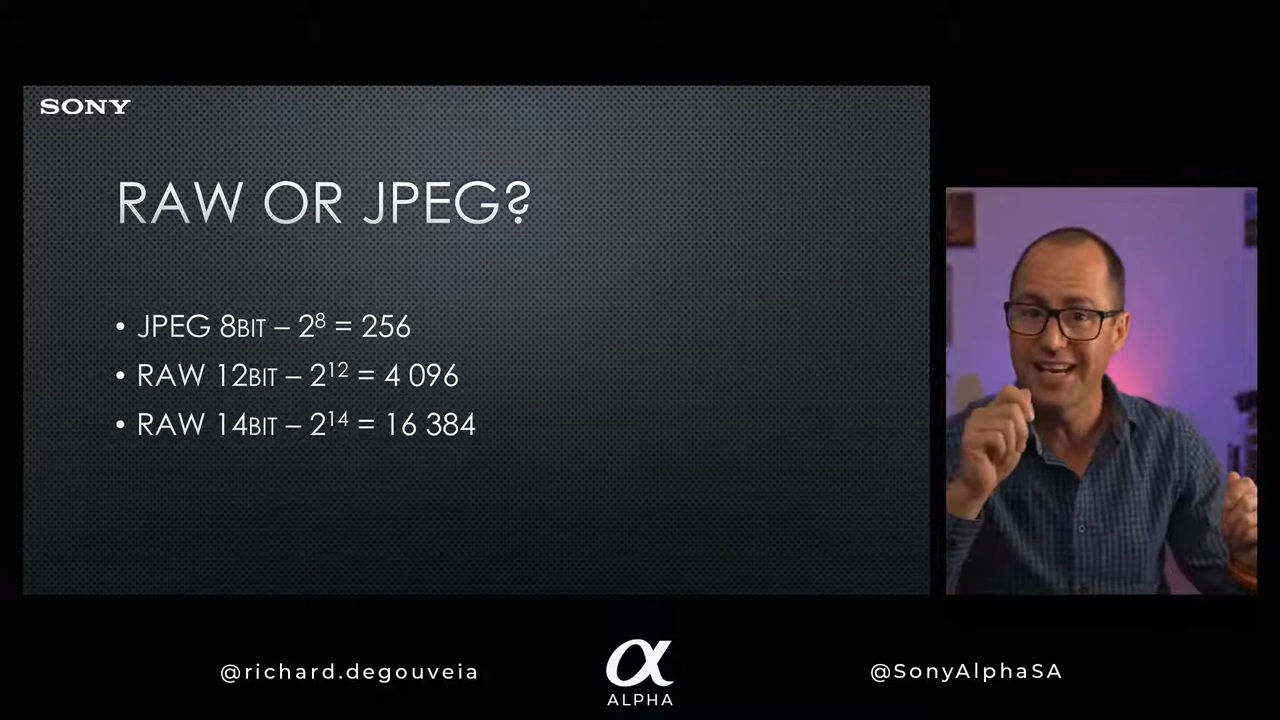 SONY
RAW OR JPEG?
• JPEG 8BIT – 2⁸ = 256
• RAW 12BIT – 2¹² = 4 096
• RAW 14BIT – 2¹⁴ = 16 384
@richard.degouveia
α
ALPHA
@SonyAlphaSA